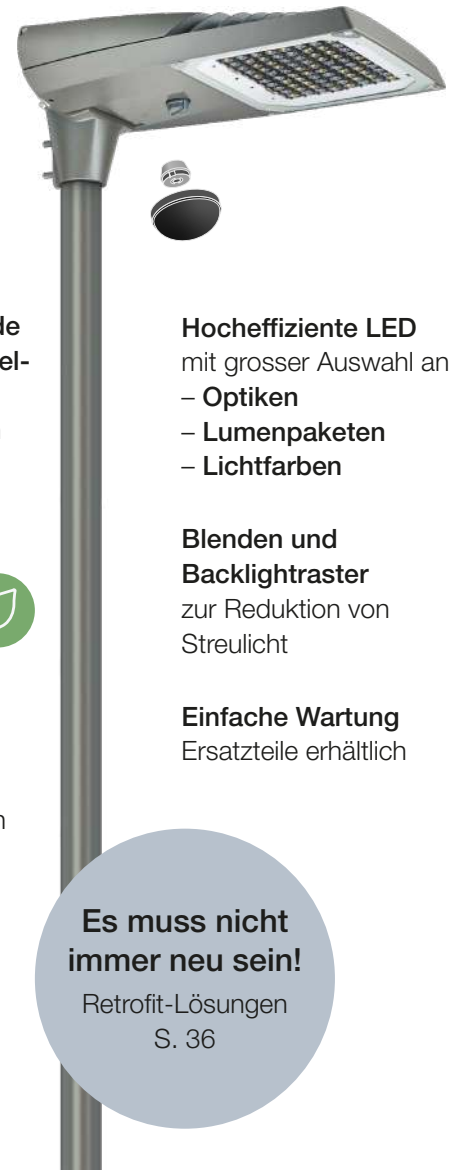 Hocheffiziente LED
mit grosser Auswahl an
– Optiken
– Lumenpaketen
– Lichtfarben
Blenden und
Backlightraster
zur Reduktion von
Streulicht
Einfache Wartung
Ersatzteile erhältlich
Es muss nicht
immer neu sein!
Retrofit-Lösungen
S. 36